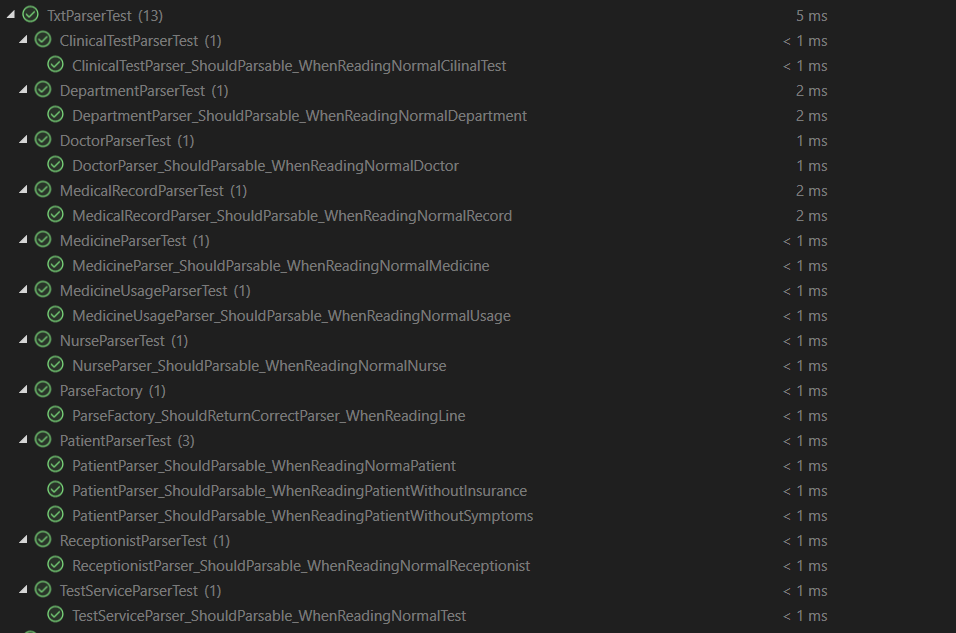 TxtParserTest (13) 5 ms
ClinicalTestParserTest (1) < 1 ms
ClinicalTestParser_ShouldParsable_WhenReadingNormalCilinalTest < 1 ms
DepartmentParserTest (1) 2 ms
DepartmentParser_ShouldParsable_WhenReadingNormalDepartment 2 ms
DoctorParserTest (1) 1 ms
DoctorParser_ShouldParsable_WhenReadingNormalDoctor 1 ms
MedicalRecordParserTest (1) 2 ms
MedicalRecordParser_ShouldParsable_WhenReadingNormalRecord 2 ms
MedicineParserTest (1) < 1 ms
MedicineParser_ShouldParsable_WhenReadingNormalMedicine < 1 ms
MedicineUsageParserTest (1) < 1 ms
MedicineUsageParser_ShouldParsable_WhenReadingNormalUsage < 1 ms
NurseParserTest (1) < 1 ms
NurseParser_ShouldParsable_WhenReadingNormalNurse < 1 ms
ParseFactory (1) < 1 ms
ParseFactory_ShouldReturnCorrectParser_WhenReadingLine < 1 ms
PatientParserTest (3) < 1 ms
PatientParser_ShouldParsable_WhenReadingNormaPatient < 1 ms
PatientParser_ShouldParsable_WhenReadingPatientWithoutInsurance < 1 ms
PatientParser_ShouldParsable_WhenReadingPatientWithoutSymptoms < 1 ms
ReceptionistParserTest (1) < 1 ms
ReceptionistParser_ShouldParsable_WhenReadingNormalReceptionist < 1 ms
TestServiceParserTest (1) < 1 ms
TestServiceParser_ShouldParsable_WhenReadingNormalTest < 1 ms